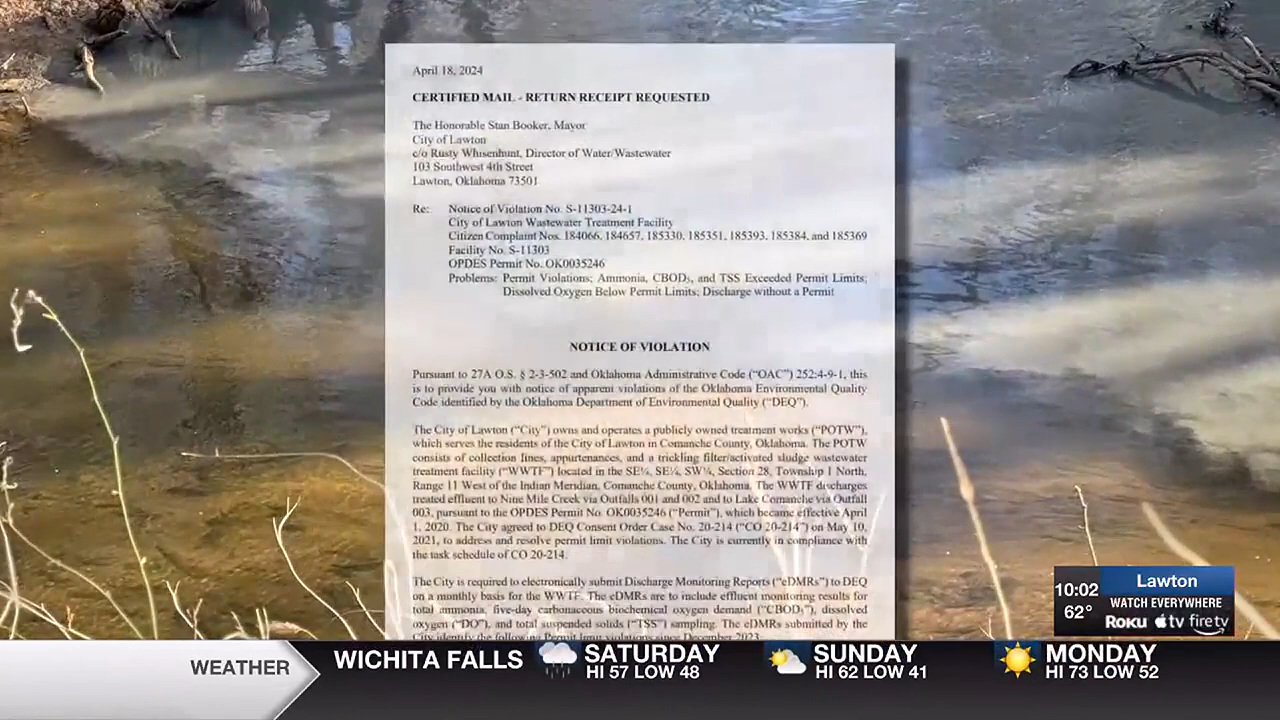 April 18, 2024
CERTIFIED MAIL - RETURN RECEIPT REQUESTED
The Honorable Stan Booker, Mayor
City of Lawton
c/o Rusty Whisenhunt, Director of Water/Wastewater
103 Southwest 4th Street
Lawton, Oklahoma 73501
Re: Notice of Violation No. S-11303-24-1
City of Lawton Wastewater Treatment Facility
Citizen Complaint Nos. 184066, 184657, 185330, 185351, 185393, 185384, and 185369
Facility No. S-11303
OPDES Permit No. OK0035246
Problems: Permit Violations; Ammonia, CBOD₅, and TSS Exceeded Permit Limits;
Dissolved Oxygen Below Permit Limits; Discharge without a Permit
NOTICE OF VIOLATION
Pursuant to 27A O.S. § 2-3-502 and Oklahoma Administrative Code ("OAC") 252:4-9-1, this
is to provide you with notice of apparent violations of the Oklahoma Environmental Quality
Code identified by the Oklahoma Department of Environmental Quality ("DEQ").
The City of Lawton ("City") owns and operates a publicly owned treatment works ("POTW"),
which serves the residents of the City of Lawton in Comanche County, Oklahoma. The POTW
consists of collection lines, appurtenances, and a trickling filter/activated sludge wastewater
treatment facility ("WWTF") located in the SE¼, SE¼, SW¼, Section 28, Township 1 North,
Range 11 West of the Indian Meridian, Comanche County, Oklahoma. The WWTF discharges
treated effluent to Nine Mile Creek via Outfalls 001 and 002 and to Lake Comanche via Outfall
003, pursuant to the OPDES Permit No. OK0035246 ("Permit"), which became effective April
1, 2020. The City agreed to DEQ Consent Order Case No. 20-214 ("CO 20-214") on May 10,
2021, to address and resolve permit limit violations. The City is currently in compliance with
the task schedule of CO 20-214.
The City is required to electronically submit Discharge Monitoring Reports ("eDMRs") to DEQ
on a monthly basis for the WWTF. The eDMRs are to include effluent monitoring results for
total ammonia, five-day carbonaceous biochemical oxygen demand ("CBOD₅"), dissolved
oxygen ("DO"), and total suspended solids ("TSS") sampling. The eDMRs submitted by the
City identify the following Permit limit violations since December 2023:
10:02
62°
Lawton
WATCH EVERYWHERE
Roku tv firetv
WEATHER
WICHITA FALLS
SATURDAY
HI 57 LOW 48
SUNDAY
HI 62 LOW 41
MONDAY
HI 73 LOW 52